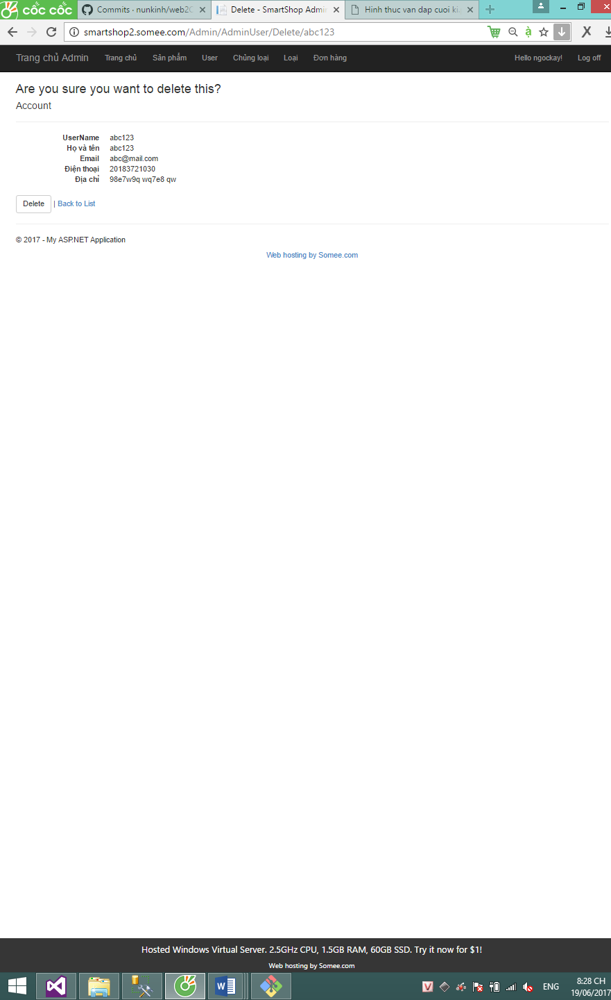 cốc cốc
Commits · nunkinh/web2C
Delete - SmartShop Admin
Hinh thuc van dap cuoi ki.
smartshop2.somee.com/Admin/AdminUser/Delete/abc123
à
X
Trang chủ Admin Trang chủ Sản phẩm User Chủng loại Loại Đơn hàng Hello ngockay! Log off
Are you sure you want to delete this?
Account
UserName abc123
Họ và tên abc123
Email abc@mail.com
Điện thoại 20183721030
Địa chỉ 98e7w9q wq7e8 qw
Delete | Back to List
© 2017 - My ASP.NET Application
Web hosting by Somee.com
Hosted Windows Virtual Server. 2.5GHz CPU, 1.5GB RAM, 60GB SSD. Try it now for $1!
Web hosting by Somee.com
V ENG 8:28 CH
19/06/2017